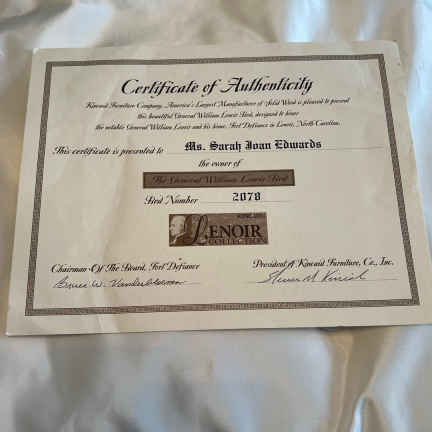 Certificate of Authenticity
Kincaid Furniture Company, America's Largest Manufacturer of Solid Wood is pleased to present
this beautiful General William Lenoir Bed, designed to honor
the notable General William Lenoir and his home, Fort Defiance in Lenoir, North Carolina.
This certificate is presented to Ms. Sarah Joan Edwards
the owner of
The General William Lenoir Bed
Bed Number 2078
KINCAID
LENOIR
COLLECTION
Chairman Of The Board, Fort Defiance
President of Kincaid Furniture, Co., Inc.